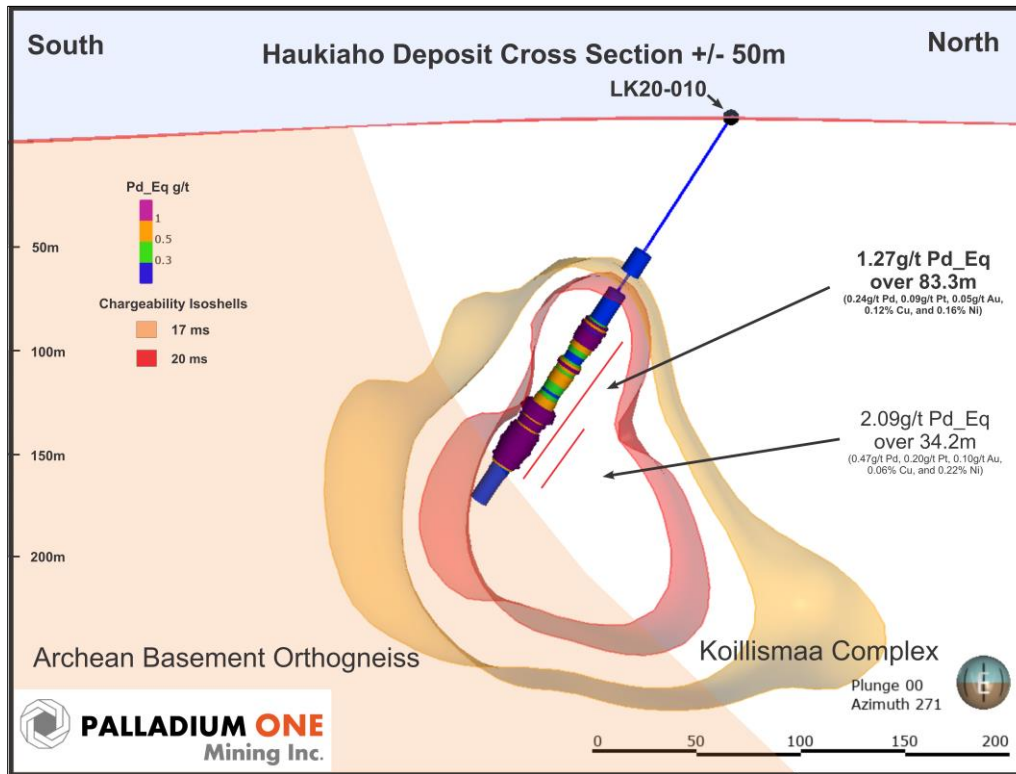 South
Haukiaho Deposit Cross Section +/- 50m
North
LK20-010
Pd_Eq g/t
1
0.5
0.3
Chargeability Isoshells
17 ms
20 ms
50m
100m
150m
200m
1.27g/t Pd_Eq
over 83.3m
(0.24g/t Pd, 0.09g/t Pt, 0.05g/t Au,
0.12% Cu, and 0.16% Ni)
2.09g/t Pd_Eq
over 34.2m
(0.47g/t Pd, 0.20g/t Pt, 0.10g/t Au,
0.06% Cu, and 0.22% Ni)
Archean Basement Orthogneiss
Koillismaa Complex
Plunge 00
Azimuth 271
E
PALLADIUM ONE
Mining Inc.
0 50 100 150 200